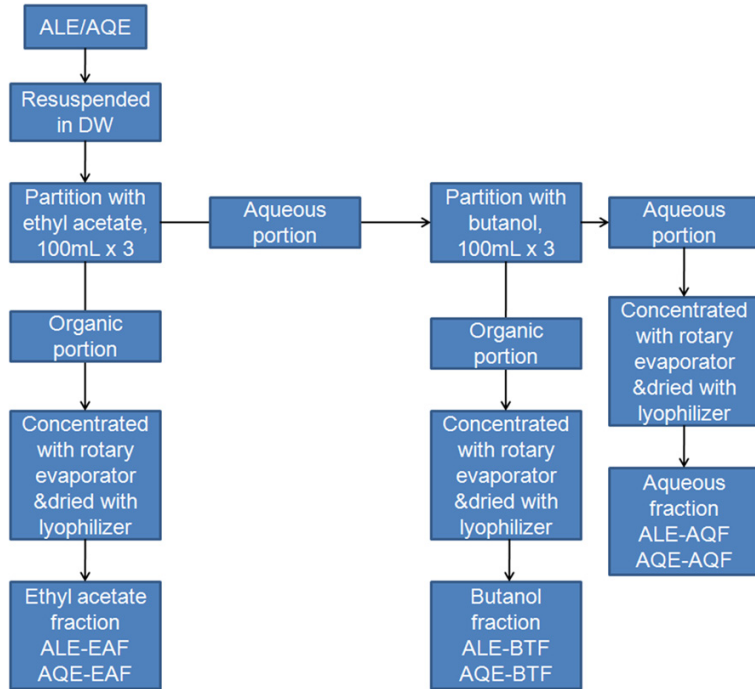 ALE/AQE
Resuspended
in DW
Partition with
ethyl acetate,
100mL x 3
Aqueous
portion
Partition with
butanol,
100mL x 3
Aqueous
portion
Organic
portion
Organic
portion
Concentrated
with rotary
evaporator
&dried with
lyophilizer
Concentrated
with rotary
evaporator
&dried with
lyophilizer
Concentrated
with rotary
evaporator
&dried with
lyophilizer
Ethyl acetate
fraction
ALE-EAF
AQE-EAF
Butanol
fraction
ALE-BTF
AQE-BTF
Aqueous
fraction
ALE-AQF
AQE-AQF